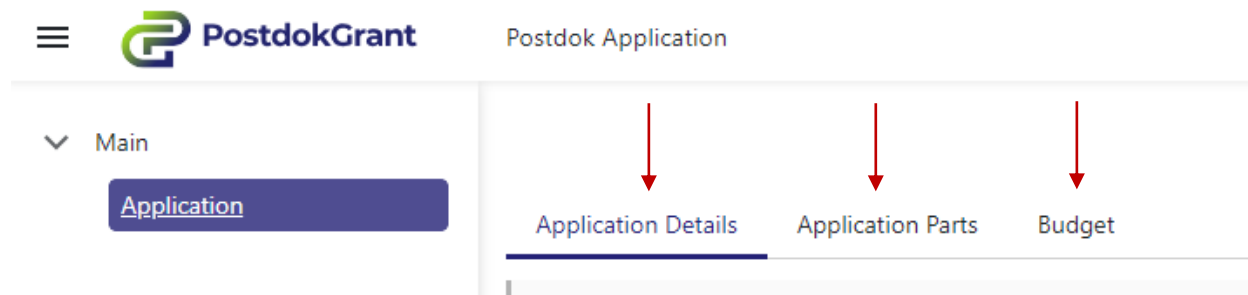 PostdokGrant
Postdok Application
Main
Application
Application Details
Application Parts
Budget